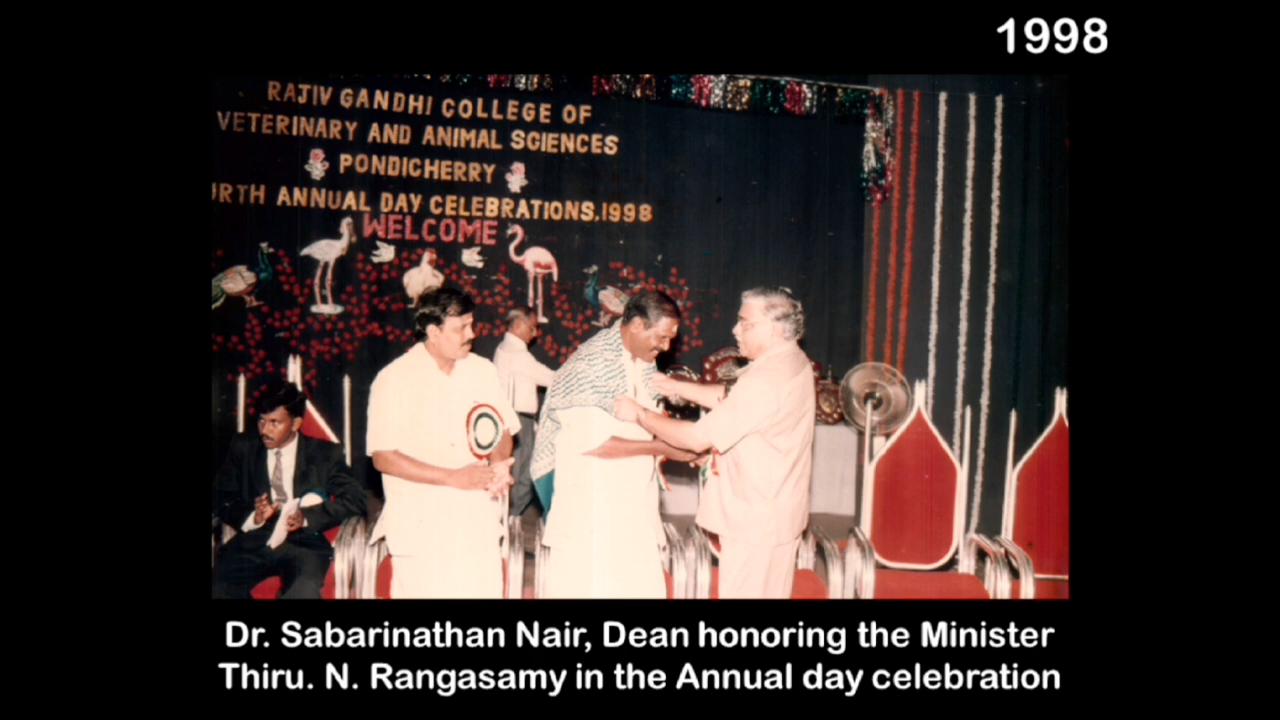 1998
RAJIV GANDHI COLLEGE OF
VETERINARY AND ANIMAL SCIENCES
PONDICHERRY
RTH ANNUAL DAY CELEBRATIONS.1998
WELCOME
Dr. Sabarinathan Nair, Dean honoring the Minister
Thiru. N. Rangasamy in the Annual day celebration